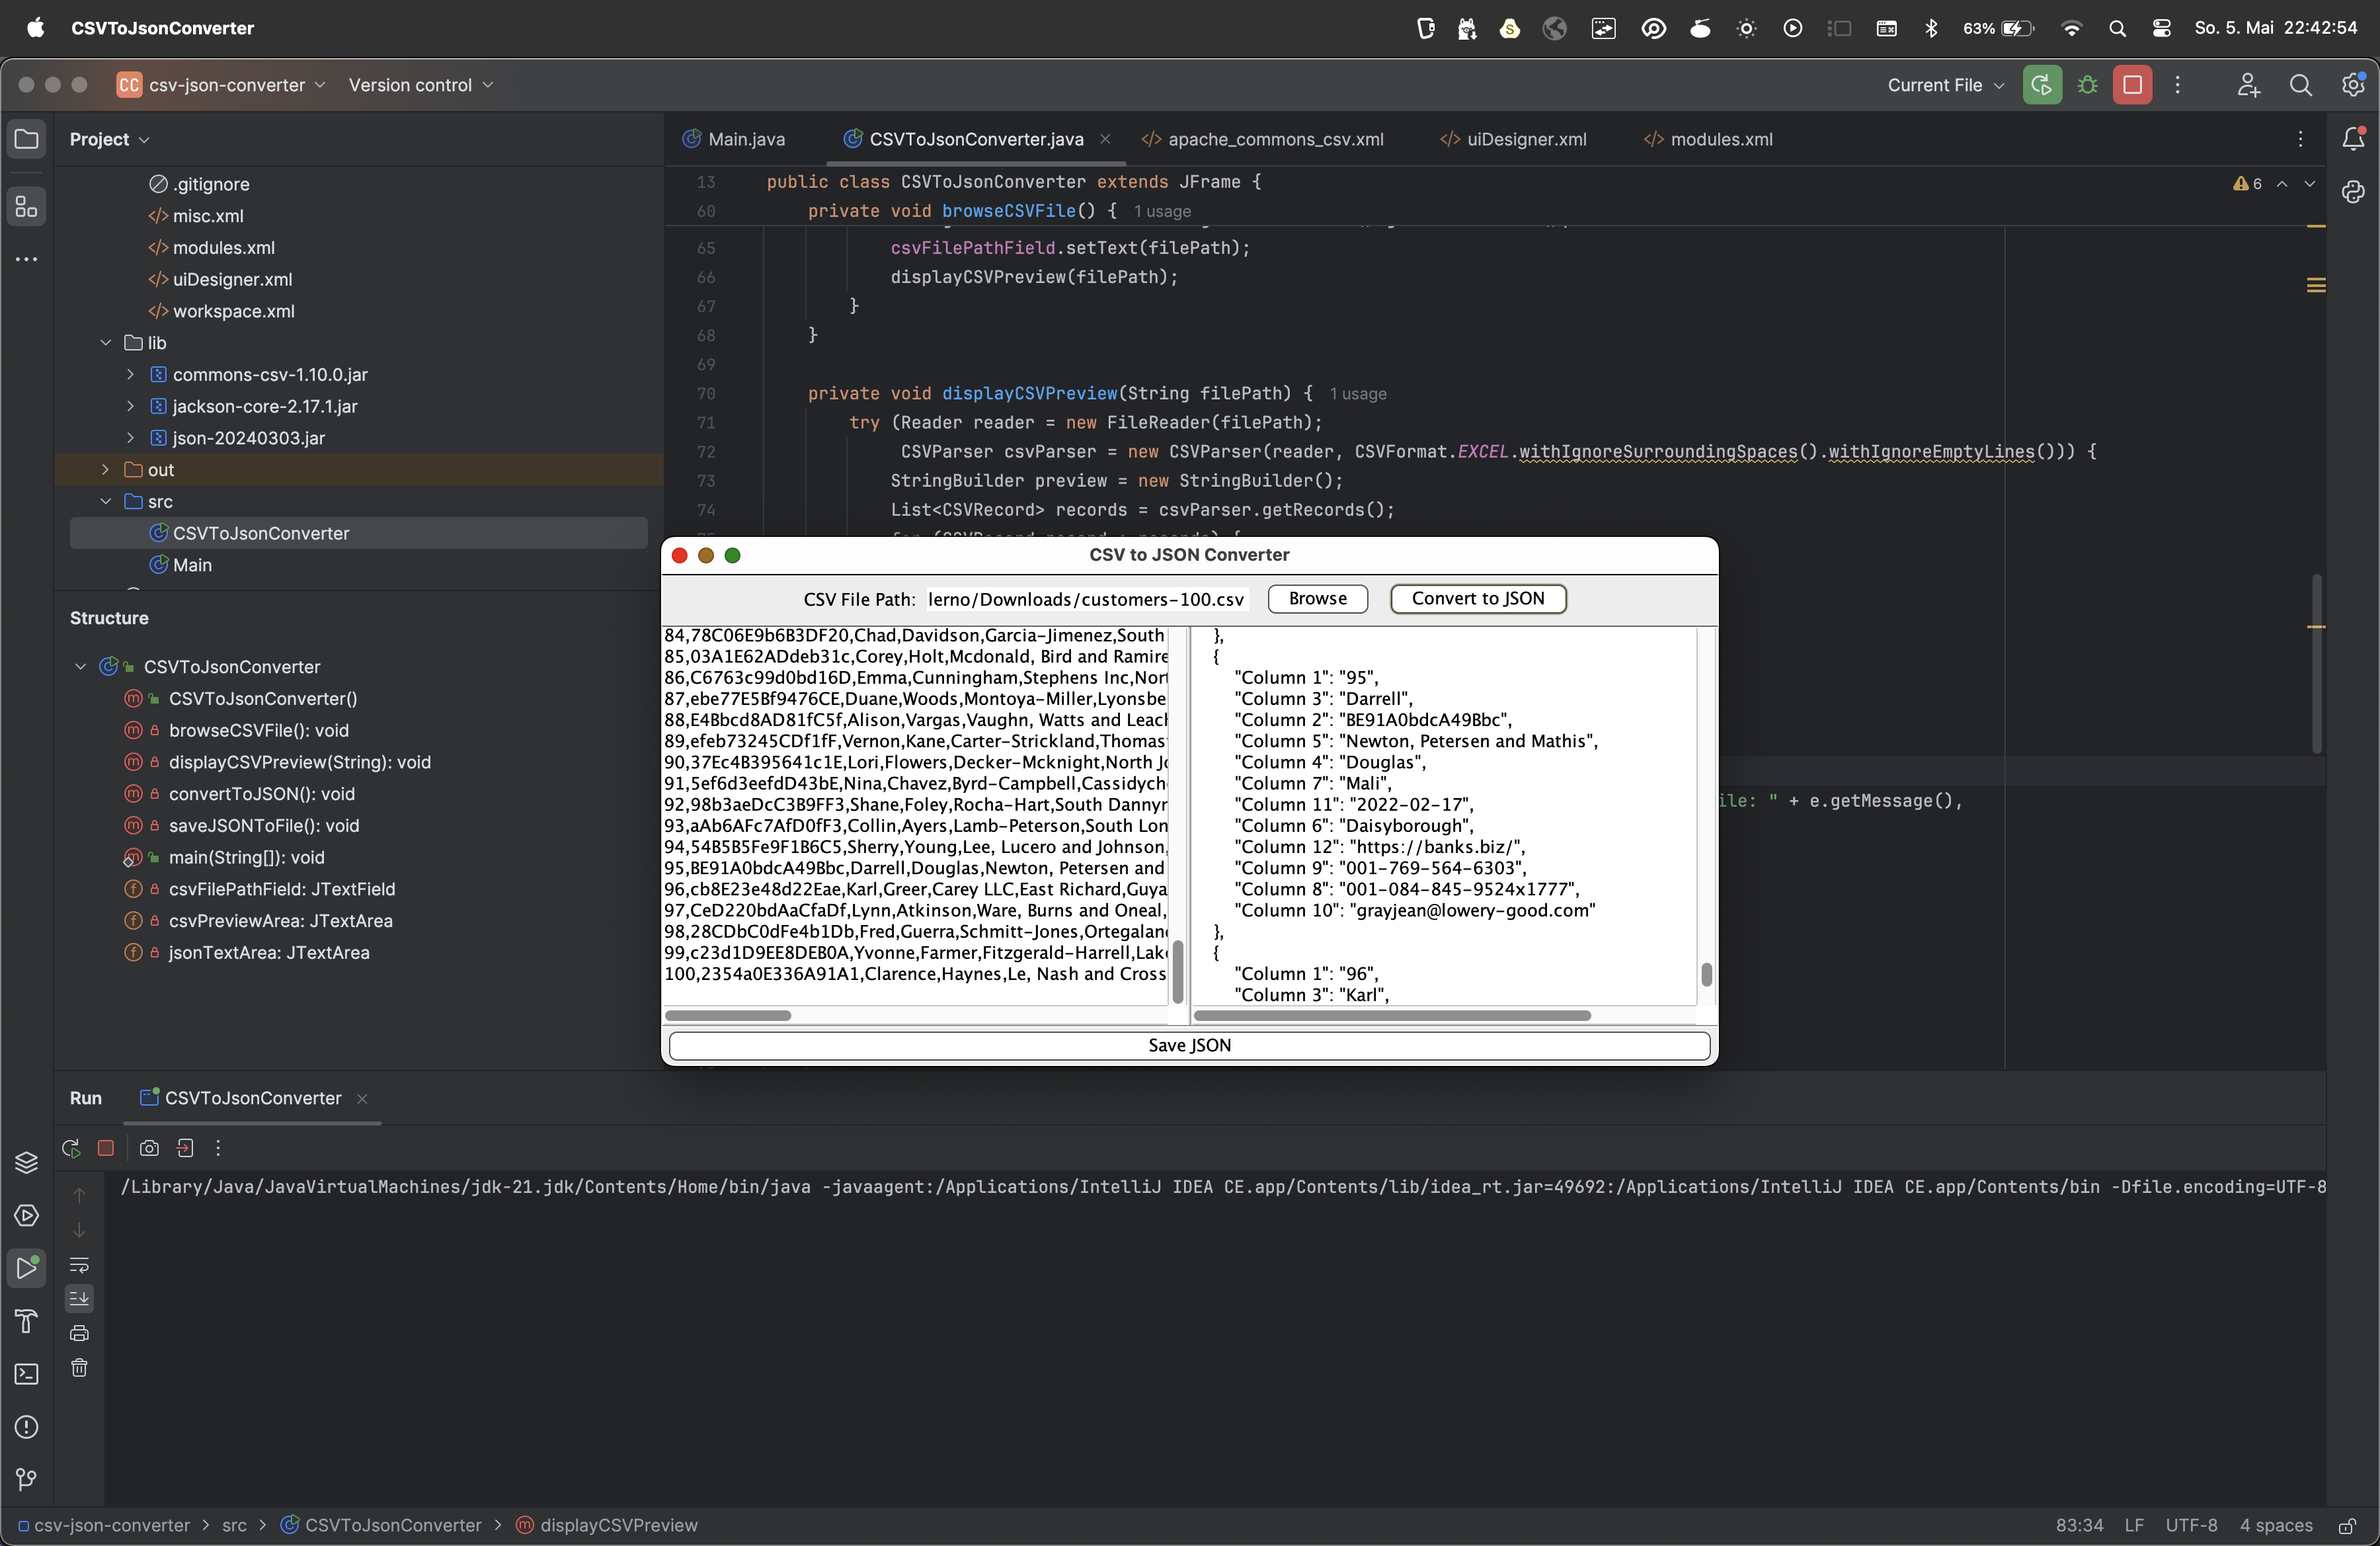 CSVToJsonConverter
63%
So. 5. Mai 22:42:54
CC csv-json-converter
Version control
Current File
Project
.gitignore
misc.xml
modules.xml
uiDesigner.xml
workspace.xml
lib
commons-csv-1.10.0.jar
jackson-core-2.17.1.jar
json-20240303.jar
out
src
CSVToJsonConverter
Main
Structure
CSVToJsonConverter
CSVToJsonConverter()
browseCSVFile(): void
displayCSVPreview(String): void
convertToJSON(): void
saveJSONToFile(): void
main(String[]): void
csvFilePathField: JTextField
csvPreviewArea: JTextArea
jsonTextArea: JTextArea
Main.java
CSVToJsonConverter.java
apache_commons_csv.xml
uiDesigner.xml
modules.xml
6
13 public class CSVToJsonConverter extends JFrame {
60 private void browseCSVFile() { 1 usage
65 csvFilePathField.setText(filePath);
66 displayCSVPreview(filePath);
67 }
68 }
69
70 private void displayCSVPreview(String filePath) { 1 usage
71 try (Reader reader = new FileReader(filePath);
72 CSVParser csvParser = new CSVParser(reader, CSVFormat.EXCEL.withIgnoreSurroundingSpaces().withIgnoreEmptyLines())) {
73 StringBuilder preview = new StringBuilder();
74 List<CSVRecord> records = csvParser.getRecords();
ile: " + e.getMessage(),
CSV to JSON Converter
CSV File Path: lerno/Downloads/customers-100.csv
Browse
Convert to JSON
84,78C06E9b6B3DF20,Chad,Davidson,Garcia-Jimenez,South
85,03A1E62ADdeb31c,Corey,Holt,Mcdonald, Bird and Ramire
86,C6763c99d0bd16D,Emma,Cunningham,Stephens Inc,Nort
87,ebe77E5Bf9476CE,Duane,Woods,Montoya-Miller,Lyonsbe
88,E4Bbcd8AD81fC5f,Alison,Vargas,Vaughn, Watts and Leach
89,efeb73245CDf1fF,Vernon,Kane,Carter-Strickland,Thomas
90,37Ec4B395641c1E,Lori,Flowers,Decker-Mcknight,North Jo
91,5ef6d3eefdD43bE,Nina,Chavez,Byrd-Campbell,Cassidych
92,98b3aeDcC3B9FF3,Shane,Foley,Rocha-Hart,South Dannyr
93,aAb6AFc7AfD0fF3,Collin,Ayers,Lamb-Peterson,South Lon
94,54B5B5Fe9F1B6C5,Sherry,Young,Lee, Lucero and Johnson,
95,BE91A0bdcA49Bbc,Darrell,Douglas,Newton, Petersen and
96,cb8E23e48d22Eae,Karl,Greer,Carey LLC,East Richard,Guya
97,CeD220bdAaCfaDf,Lynn,Atkinson,Ware, Burns and Oneal,
98,28CDbC0dFe4b1Db,Fred,Guerra,Schmitt-Jones,Ortegaland
99,c23d1D9EE8DEB0A,Yvonne,Farmer,Fitzgerald-Harrell,Lake
100,2354a0E336A91A1,Clarence,Haynes,Le, Nash and Cross
},
{
"Column 1": "95",
"Column 3": "Darrell",
"Column 2": "BE91A0bdcA49Bbc",
"Column 5": "Newton, Petersen and Mathis",
"Column 4": "Douglas",
"Column 7": "Mali",
"Column 11": "2022-02-17",
"Column 6": "Daisyborough",
"Column 12": "https://banks.biz/",
"Column 9": "001-769-564-6303",
"Column 8": "001-084-845-9524x1777",
"Column 10": "grayjean@lowery-good.com"
},
{
"Column 1": "96",
"Column 3": "Karl",
Save JSON
Run
CSVToJsonConverter
/Library/Java/JavaVirtualMachines/jdk-21.jdk/Contents/Home/bin/java -javaagent:/Applications/IntelliJ IDEA CE.app/Contents/lib/idea_rt.jar=49692:/Applications/IntelliJ IDEA CE.app/Contents/bin -Dfile.encoding=UTF-8
csv-json-converter > src > CSVToJsonConverter > displayCSVPreview
83:34 LF UTF-8 4 spaces